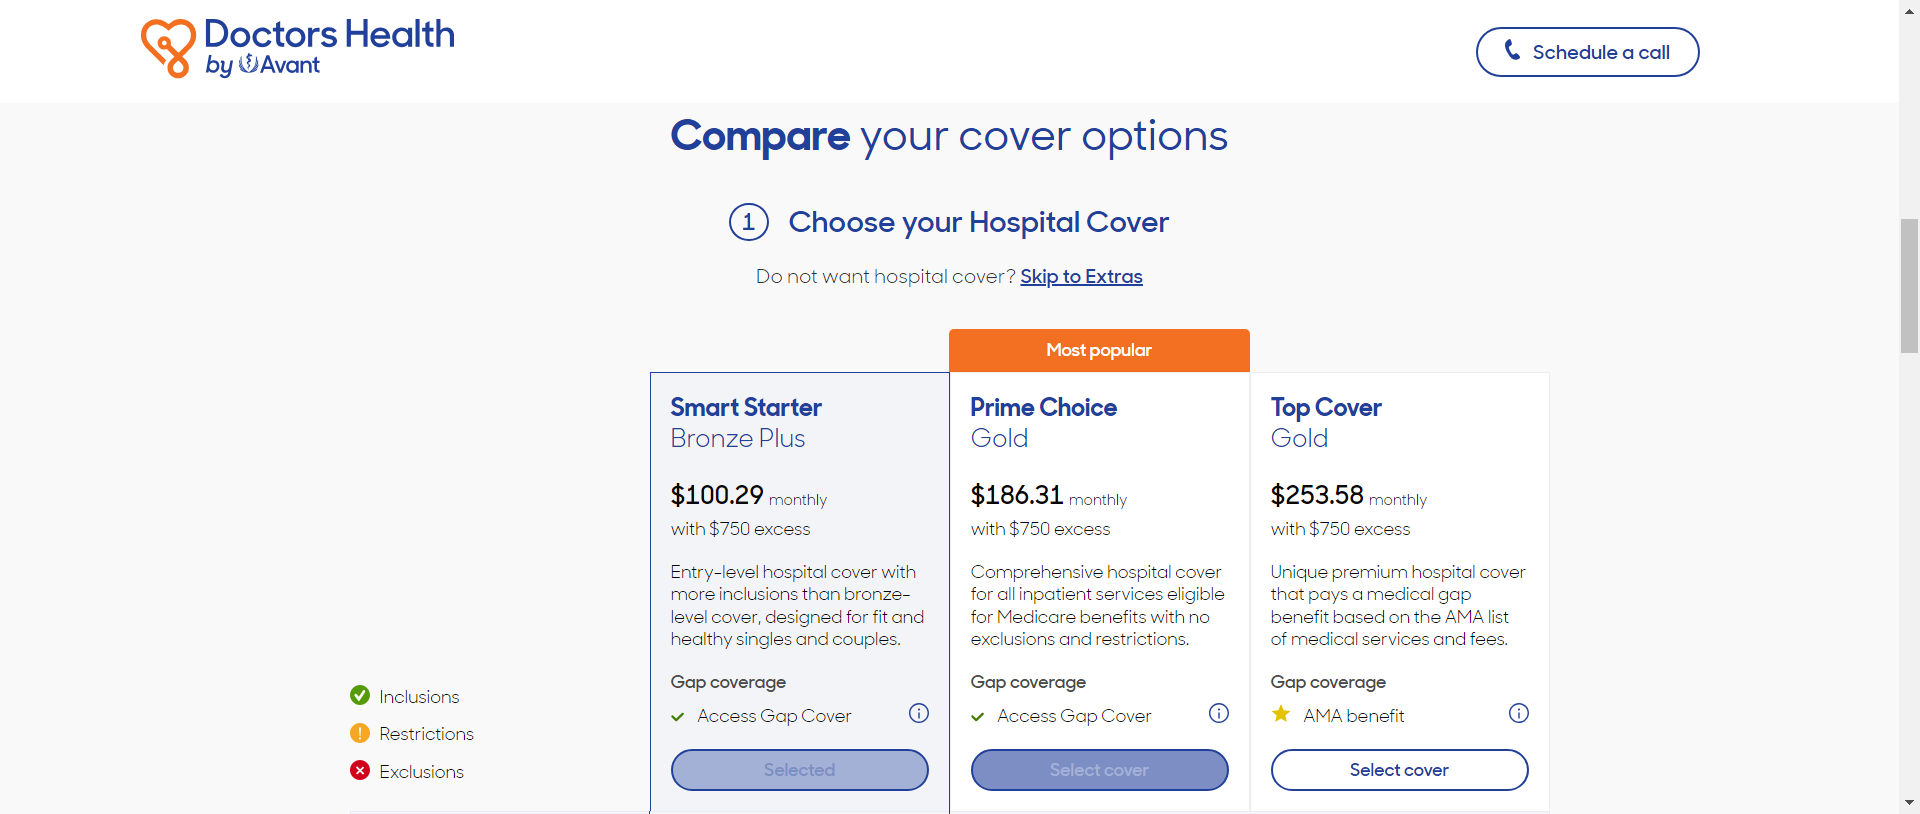 Doctors Health
by Avant
Schedule a call
Compare your cover options
1 Choose your Hospital Cover
Do not want hospital cover? Skip to Extras
Most popular
Smart Starter
Bronze Plus
$100.29 monthly
with $750 excess
Entry-level hospital cover with
more inclusions than bronze-
level cover, designed for fit and
healthy singles and couples.
Gap coverage
Access Gap Cover
Selected
Prime Choice
Gold
$186.31 monthly
with $750 excess
Comprehensive hospital cover
for all inpatient services eligible
for Medicare benefits with no
exclusions and restrictions.
Gap coverage
Access Gap Cover
Select cover
Top Cover
Gold
$253.58 monthly
with $750 excess
Unique premium hospital cover
that pays a medical gap
benefit based on the AMA list
of medical services and fees.
Gap coverage
AMA benefit
Select cover
Inclusions
Restrictions
Exclusions